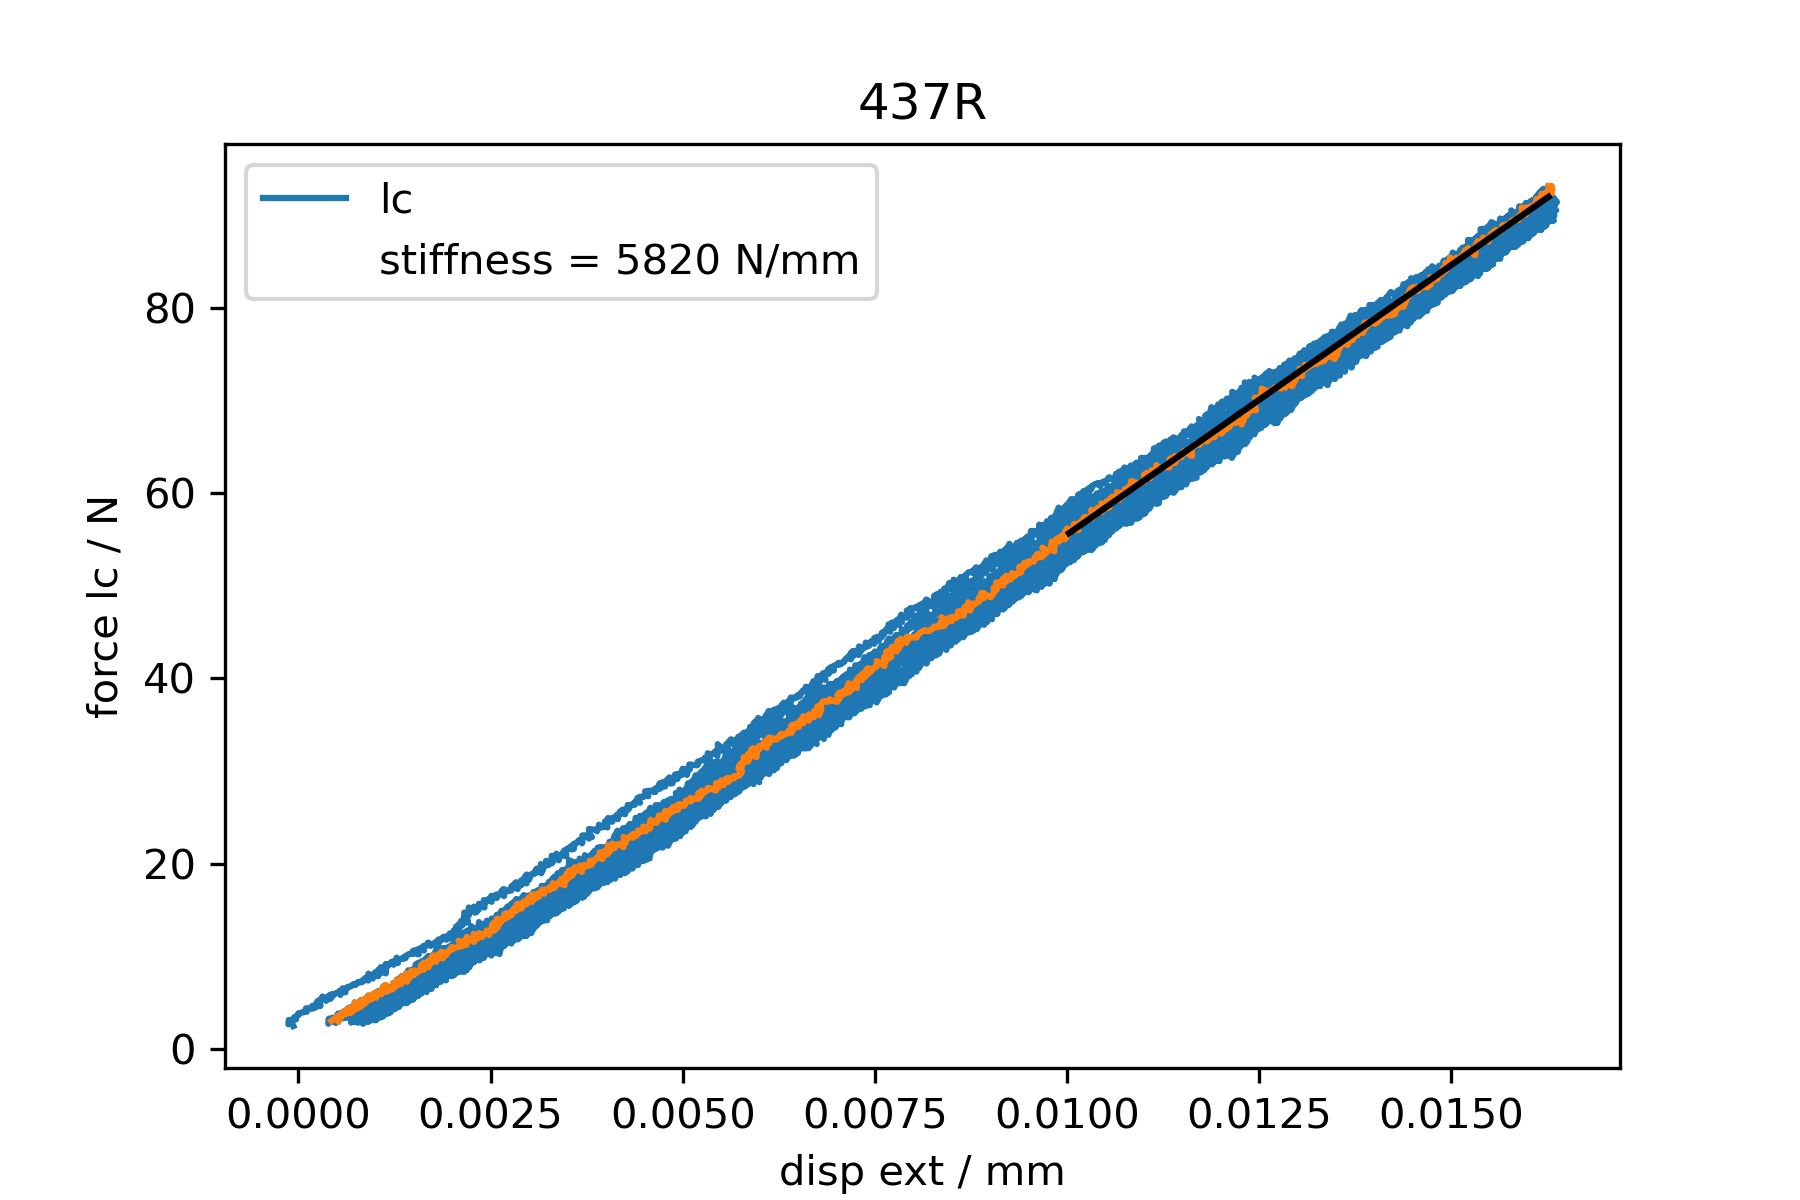 437R
lc
stiffness = 5820 N/mm
80
60
40
20
0
force lc / N
0.0000 0.0025 0.0050 0.0075 0.0100 0.0125 0.0150
disp ext / mm